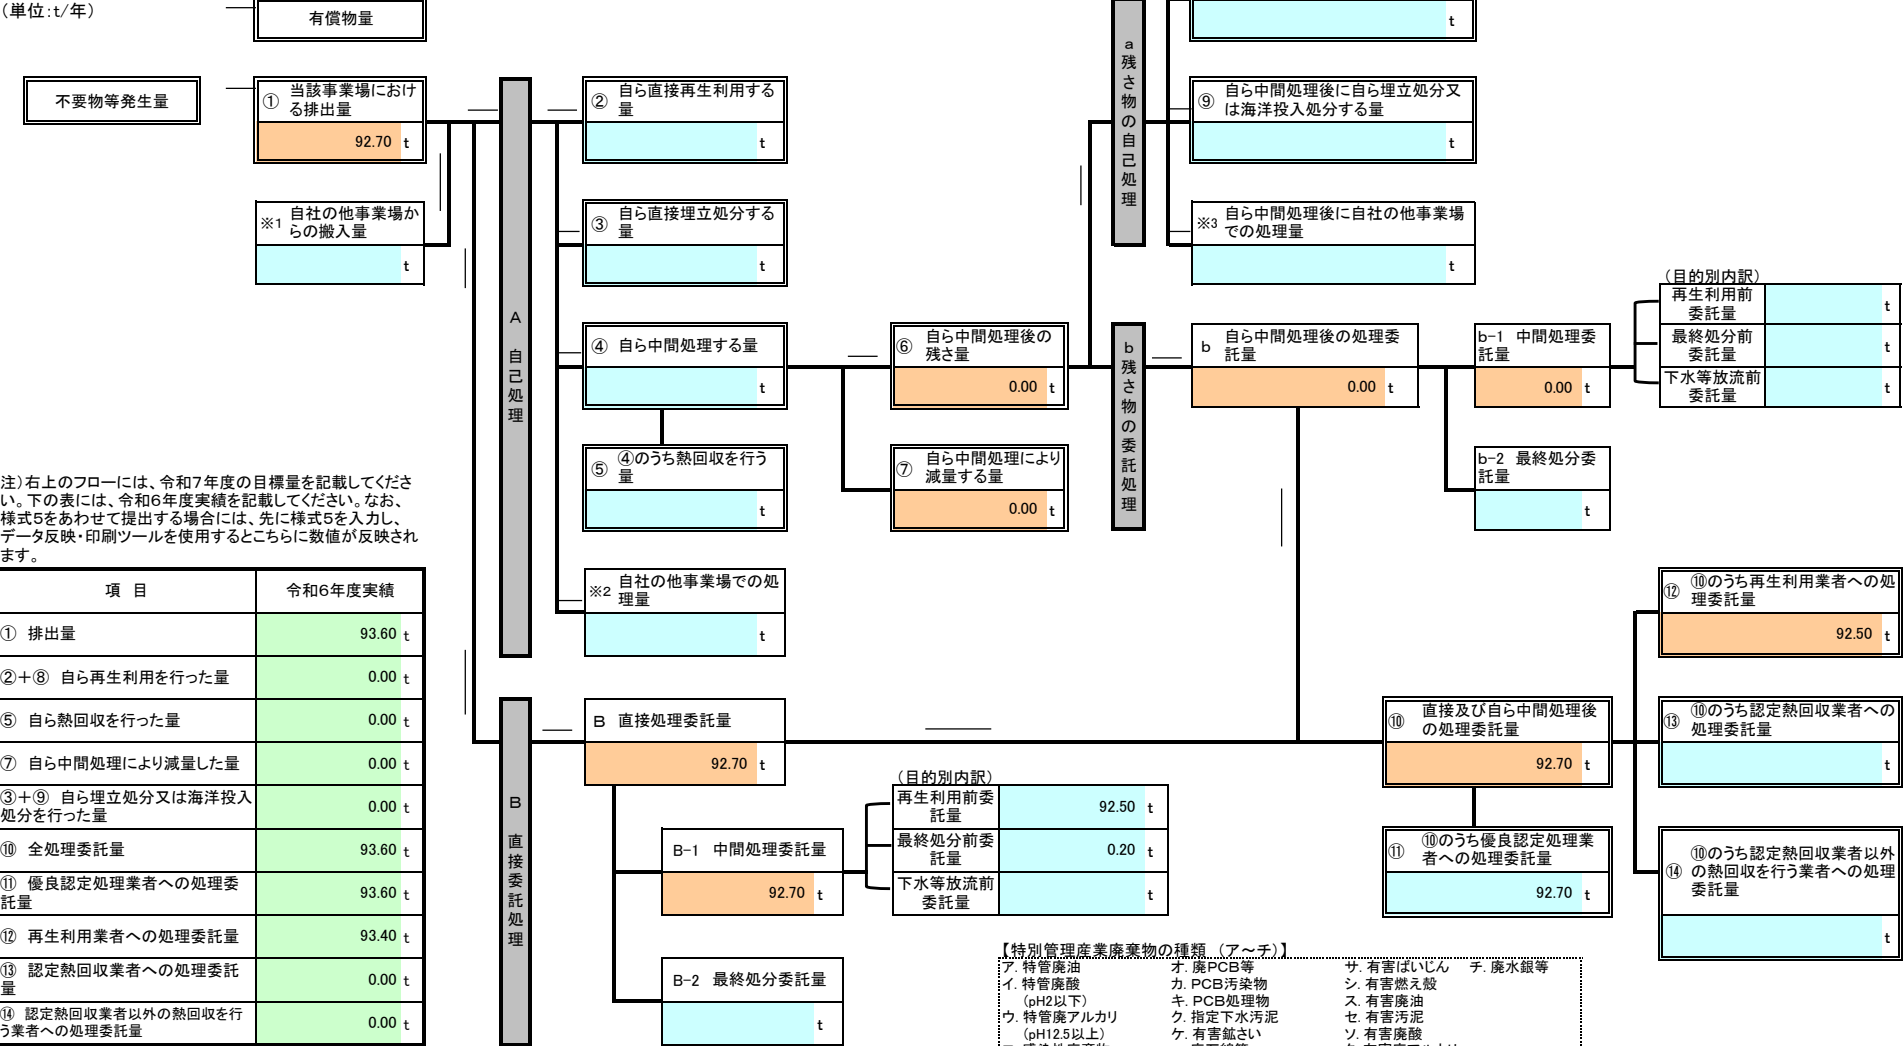 （単位:t/年）
有償物量
t
不要物等発生量
① 当該事業場におけ
る排出量
92.70 t
② 自ら直接再生利用する
量
t
a
残
さ
物
の
自
己
処
理
⑨ 自ら中間処理後に自ら埋立処分又
は海洋投入処分する量
t
※1 自社の他事業場か
らの搬入量
t
③ 自ら直接埋立処分する
量
t
※3 自ら中間処理後に自社の他事業場
での処理量
t
A
自
己
処
理
④ 自ら中間処理する量
t
⑥ 自ら中間処理後の
残さ量
0.00 t
b
残
さ
物
の
委
託
処
理
b 自ら中間処理後の処理委
託量
0.00 t
b-1 中間処理委
託量
0.00 t
（目的別内訳）
再生利用前
委託量
t
最終処分前
委託量
t
下水等放流前
委託量
t
⑤ ④のうち熱回収を行う
量
t
⑦ 自ら中間処理により
減量する量
0.00 t
b-2 最終処分委
託量
t
注）右上のフローには、令和7年度の目標量を記載してくださ
い。下の表には、令和6年度実績を記載してください。なお、
様式5をあわせて提出する場合には、先に様式5を入力し、
データ反映・印刷ツールを使用するとこちらに数値が反映され
ます。
※2 自社の他事業場での処
理量
t
項 目 令和6年度実績
① 排出量 93.60 t
②＋⑧ 自ら再生利用を行った量 0.00 t
⑤ 自ら熱回収を行った量 0.00 t
⑦ 自ら中間処理により減量した量 0.00 t
③＋⑨ 自ら埋立処分又は海洋投入
処分を行った量 0.00 t
⑩ 全処理委託量 93.60 t
⑪ 優良認定処理業者への処理委
託量 93.60 t
⑫ 再生利用業者への処理委託量 93.40 t
⑬ 認定熱回収業者への処理委託
量 0.00 t
⑭ 認定熱回収業者以外の熱回収を行
う業者への処理委託量 0.00 t
B
直
接
委
託
処
理
B 直接処理委託量
92.70 t
B-1 中間処理委託量
92.70 t
（目的別内訳）
再生利用前委
託量
92.50 t
最終処分前委
託量
0.20 t
下水等放流前
委託量
t
B-2 最終処分委託量
t
⑩ 直接及び自ら中間処理後
の処理委託量
92.70 t
⑪ ⑩のうち優良認定処理業
者への処理委託量
92.70 t
⑫ ⑩のうち再生利用業者への処
理委託量
92.50 t
⑬ ⑩のうち認定熱回収業者への
処理委託量
t
⑭ ⑩のうち認定熱回収業者以外
の熱回収を行う業者への処理
委託量
t
【特別管理産業廃棄物の種類 （ア～チ）】
ア. 特管廃油 オ. 廃PCB等 サ. 有害ばいじん チ. 廃水銀等
イ. 特管廃酸 カ. PCB汚染物 シ. 有害燃え殻
（pH2以下） キ. PCB処理物 ス. 有害廃油
ウ. 特管廃アルカリ ク. 指定下水汚泥 セ. 有害汚泥
（pH12.5以上） ケ. 有害鉱さい ソ. 有害廃酸